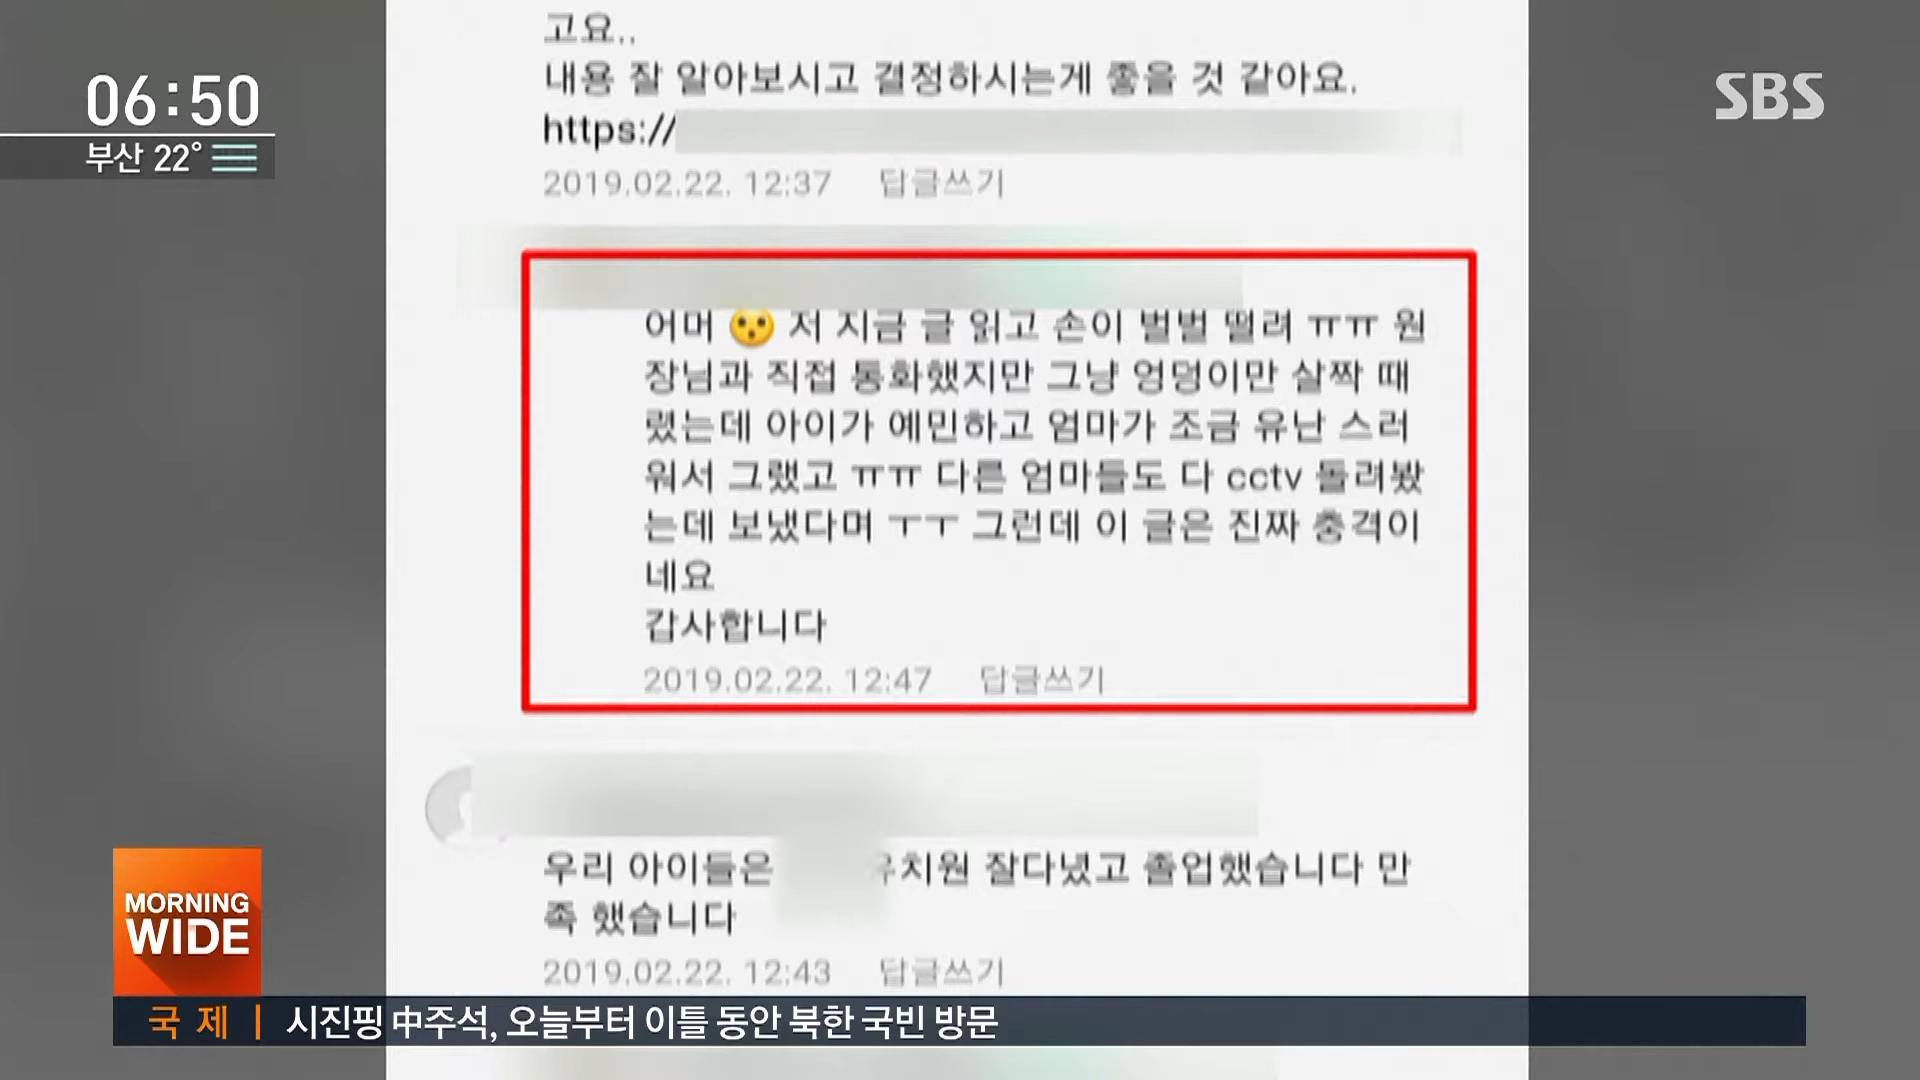 06:50
부산 22°
SBS
고요..
내용 잘 알아보시고 결정하시는게 좋을 것 같아요.
https://
2019.02.22. 12:37 답글쓰기
어머 😯 저 지금 글 읽고 손이 벌벌 떨려 ㅠㅠ 원
장님과 직접 통화했지만 그냥 엉덩이만 살짝 때
렸는데 아이가 예민하고 엄마가 조금 유난 스러
워서 그랬고 ㅠㅠ 다른 엄마들도 다 cctv 돌려봤
는데 보냈다며 ㅜㅜ 그런데 이 글은 진짜 충격이
네요
감사합니다
2019.02.22. 12:47 답글쓰기
우리 아이들은 유치원 잘다녔고 졸업했습니다 만
족 했습니다
2019.02.22. 12:43 답글쓰기
MORNING
WIDE
국 제 | 시진핑 中주석, 오늘부터 이틀 동안 북한 국빈 방문